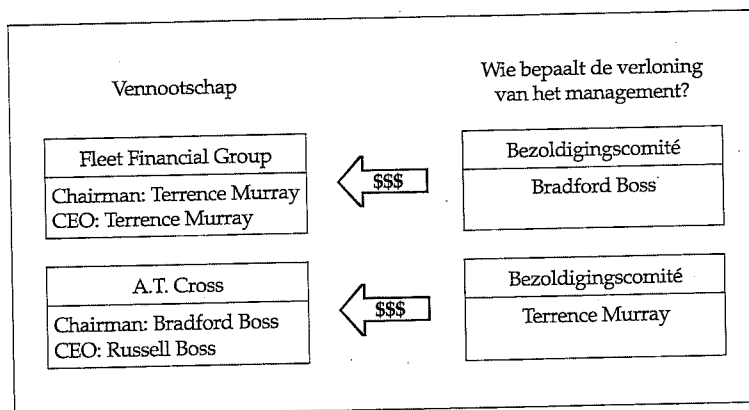 Vennootschap
Wie bepaalt de verloning
van het management?
Fleet Financial Group
Chairman: Terrence Murray
CEO: Terrence Murray
$$$
Bezoldigingscomité
Bradford Boss
A.T. Cross
Chairman: Bradford Boss
CEO: Russell Boss
$$$
Bezoldigingscomité
Terrence Murray